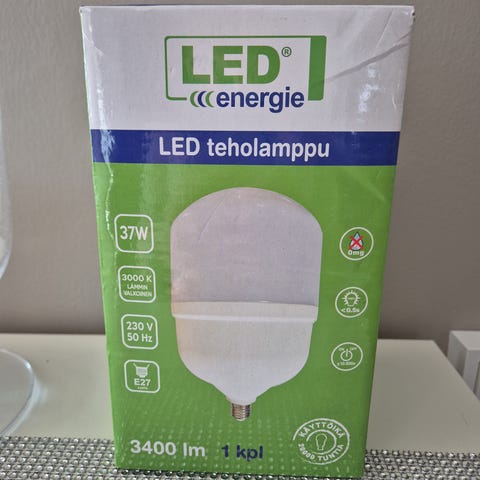 LED®
energie
LED teholamppu
37W
3000 K
LÄMMIN
VALKOINEN
230 V
50 Hz
E27
0mg
<0.5s
3400 lm 1 kpl
KÄYTTÖIKÄ
TUNTIA